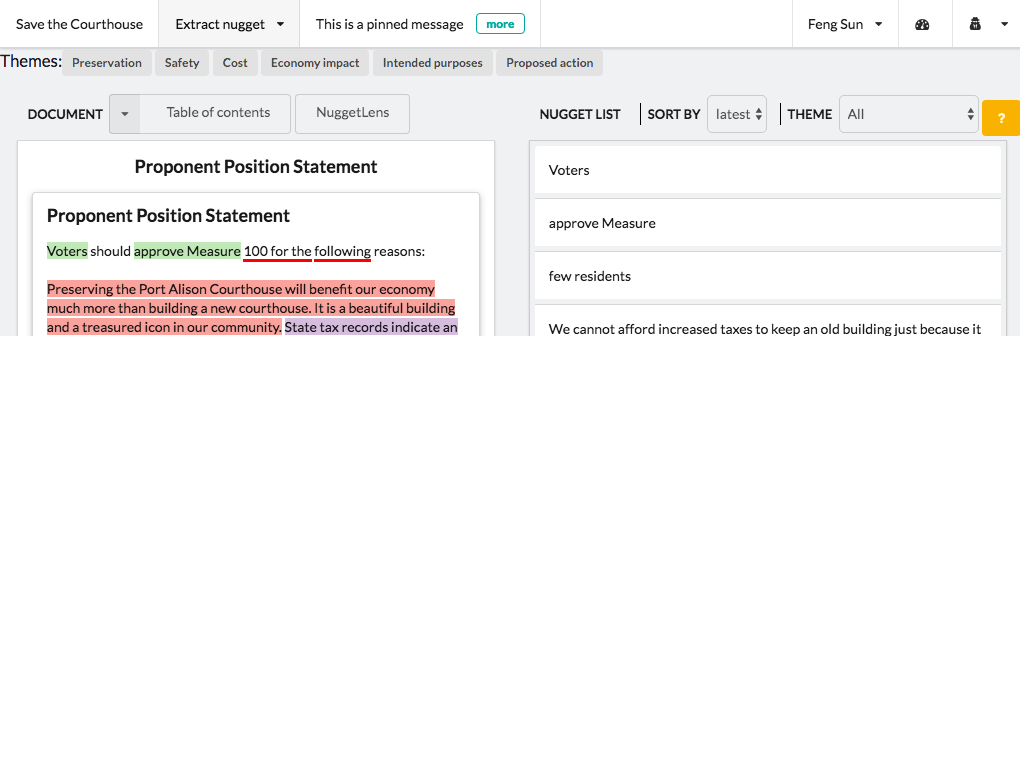 Save the Courthouse Extract nugget This is a pinned message more Feng Sun
Themes: Preservation Safety Cost Economy impact Intended purposes Proposed action
DOCUMENT Table of contents NuggetLens NUGGET LIST SORT BY latest THEME All ?
Proponent Position Statement
Proponent Position Statement
Voters should approve Measure 100 for the following reasons:
Preserving the Port Alison Courthouse will benefit our economy
much more than building a new courthouse. It is a beautiful building
and a treasured icon in our community. State tax records indicate an
Voters
approve Measure
few residents
We cannot afford increased taxes to keep an old building just because it